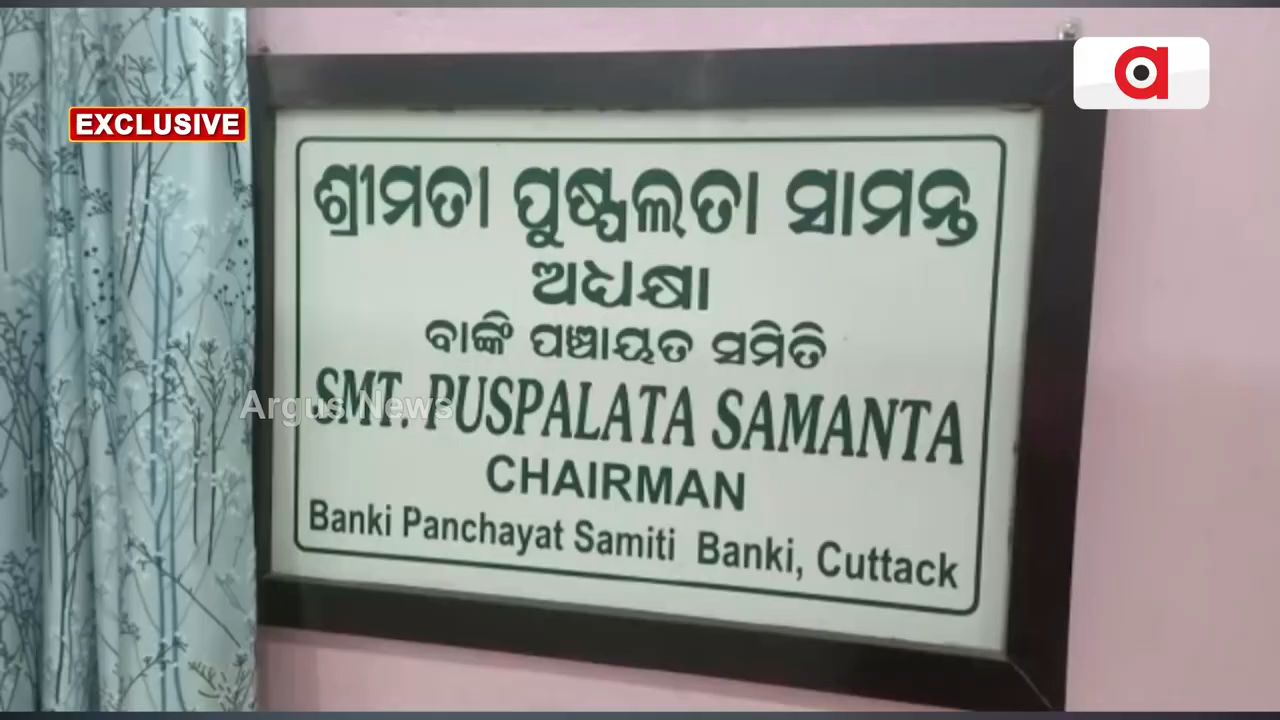 EXCLUSIVE
ଶ୍ରୀମତୀ ପୁଷ୍ପଲତା ସାମନ୍ତ
ଅଧ୍ୟକ୍ଷା
ବାଙ୍କି ପଞ୍ଚାୟତ ସମିତି
SMT. PUSPALATA SAMANTA
Argus News
CHAIRMAN
Banki Panchayat Samiti Banki, Cuttack